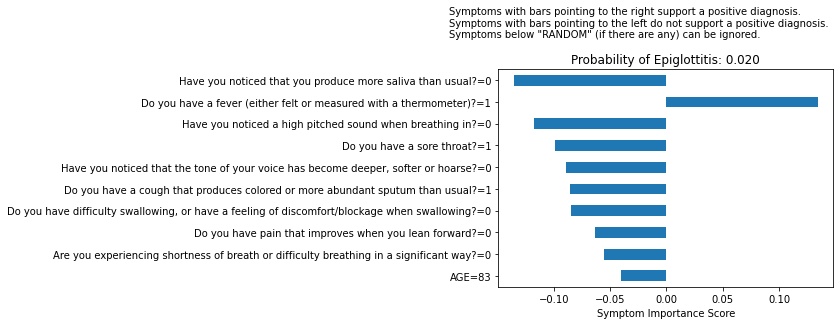 Symptoms with bars pointing to the right support a positive diagnosis.
Symptoms with bars pointing to the left do not support a positive diagnosis.
Symptoms below "RANDOM" (if there are any) can be ignored.
Probability of Epiglottitis: 0.020
Have you noticed that you produce more saliva than usual?=0
Do you have a fever (either felt or measured with a thermometer)?=1
Have you noticed a high pitched sound when breathing in?=0
Do you have a sore throat?=1
Have you noticed that the tone of your voice has become deeper, softer or hoarse?=0
Do you have a cough that produces colored or more abundant sputum than usual?=1
Do you have difficulty swallowing, or have a feeling of discomfort/blockage when swallowing?=0
Do you have pain that improves when you lean forward?=0
Are you experiencing shortness of breath or difficulty breathing in a significant way?=0
AGE=83
−0.10 −0.05 0.00 0.05 0.10
Symptom Importance Score